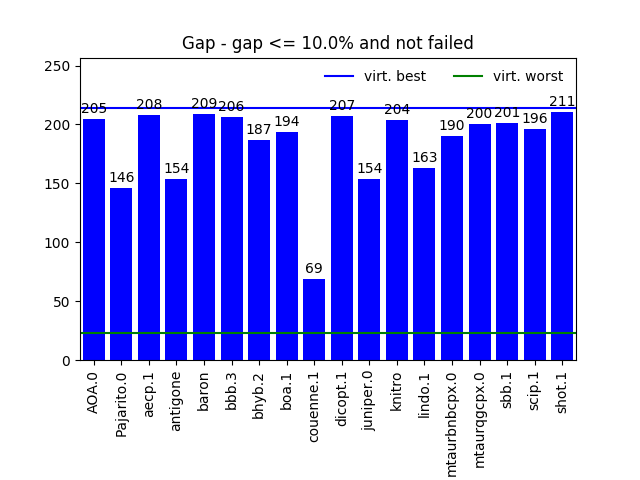 Gap - gap <= 10.0% and not failed
virt. best
virt. worst
250
200
150
100
50
0
205
146
208
154
209
206
187
194
69
207
154
204
163
190
200
201
196
211
AOA.0
Pajarito.0
aecp.1
antigone
baron
bbb.3
bhyb.2
boa.1
couenne.1
dicopt.1
juniper.0
knitro
lindo.1
mtaurbnbcpx.0
mtaurqgcpx.0
sbb.1
scip.1
shot.1